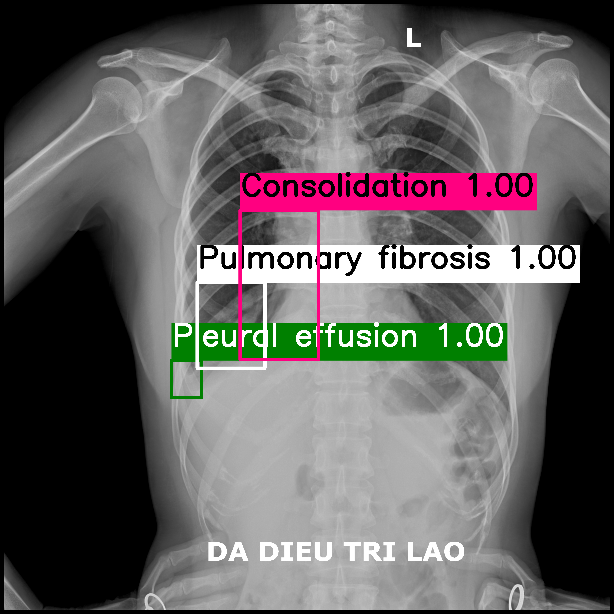 L
Consolidation 1.00
Pulmonary fibrosis 1.00
Pleural effusion 1.00
DA DIEU TRI LAO